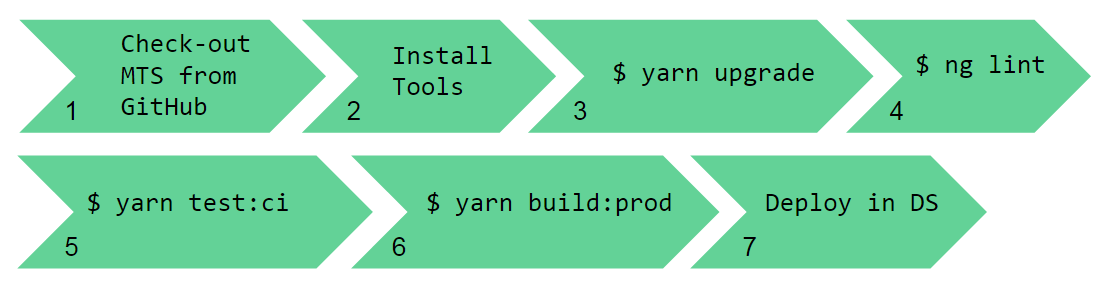 Check-out
MTS from
GitHub
1
Install
Tools
2
$ yarn upgrade
3
$ ng lint
4
$ yarn test:ci
5
$ yarn build:prod
6
Deploy in DS
7